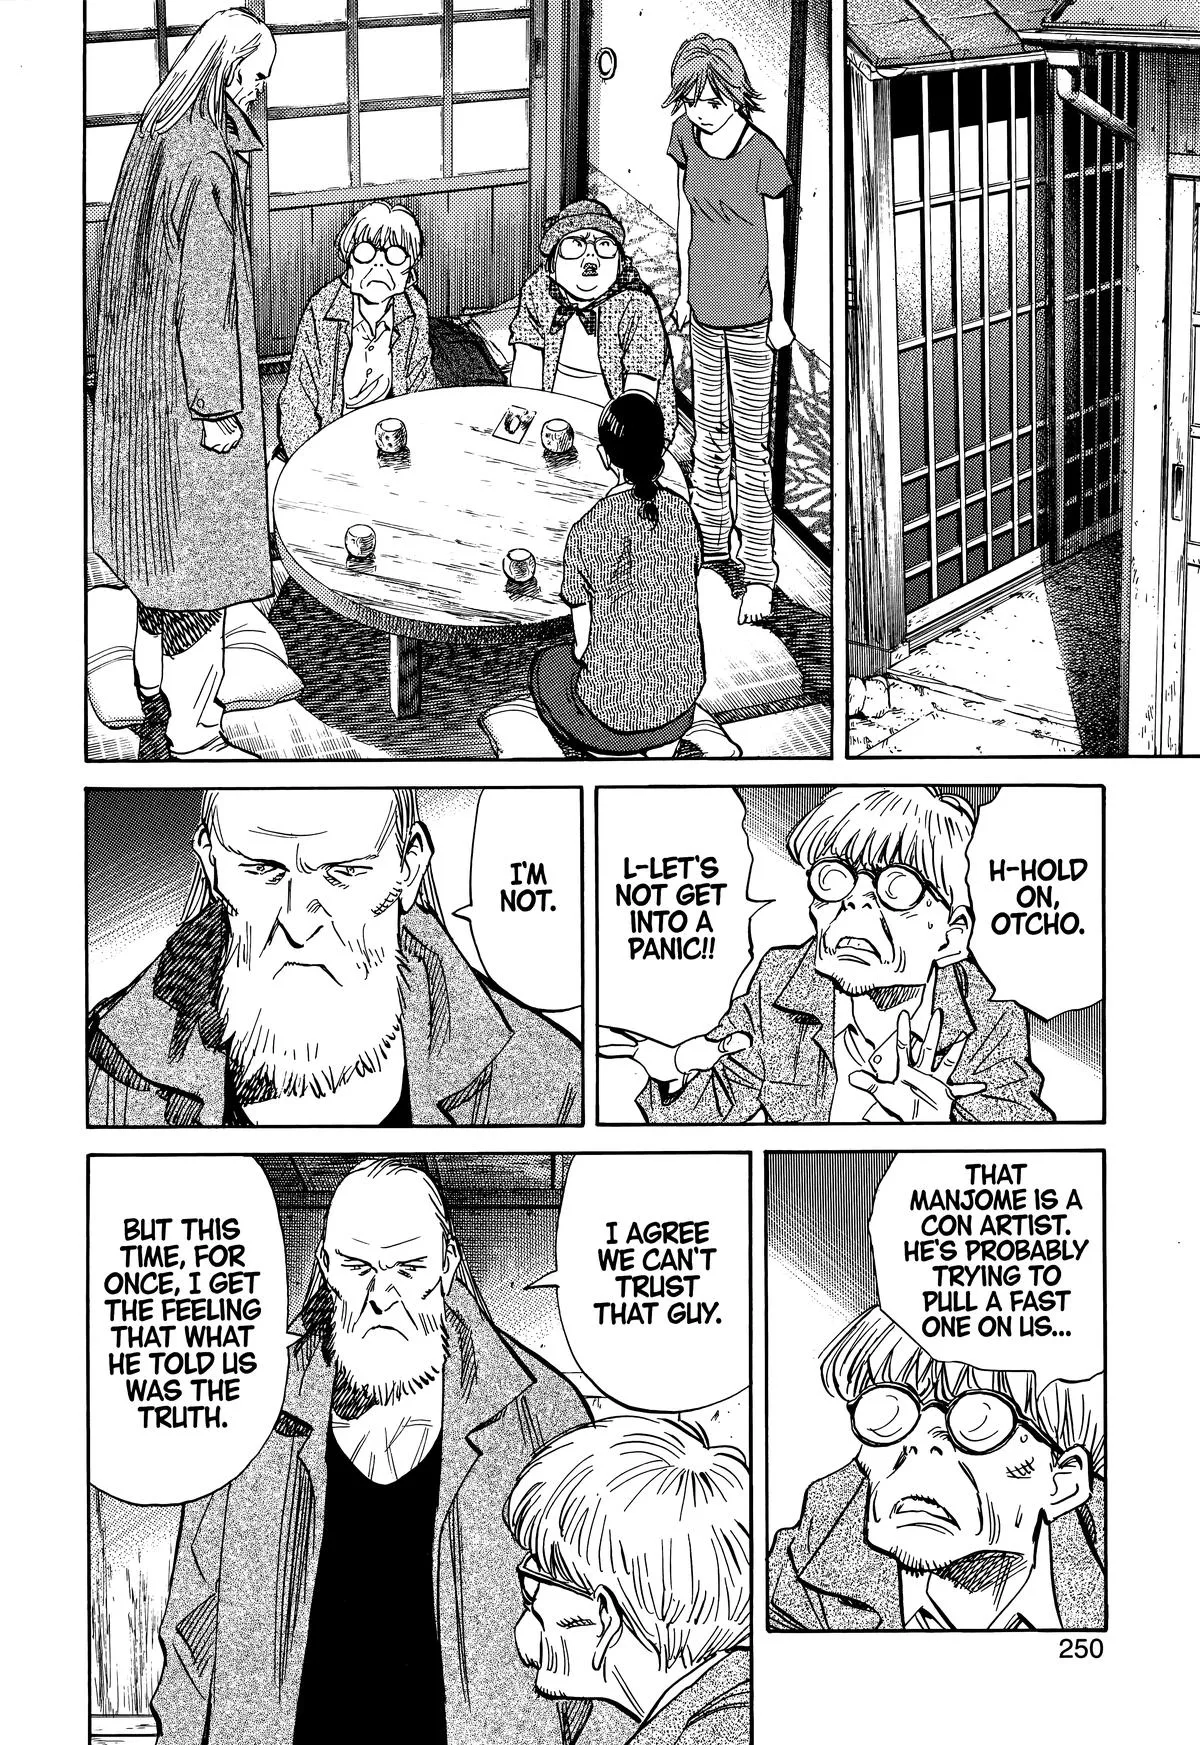 H-HOLD
ON,
OTCHO.
L-LET'S
NOT GET
INTO A
PANIC!!
I'M
NOT.
THAT
MANJOME IS A
CON ARTIST.
HE'S PROBABLY
TRYING TO
PULL A FAST
ONE ON US...
I AGREE
WE CAN'T
TRUST
THAT GUY.
BUT THIS
TIME, FOR
ONCE, I GET
THE FEELING
THAT WHAT
HE TOLD US
WAS THE
TRUTH.
250